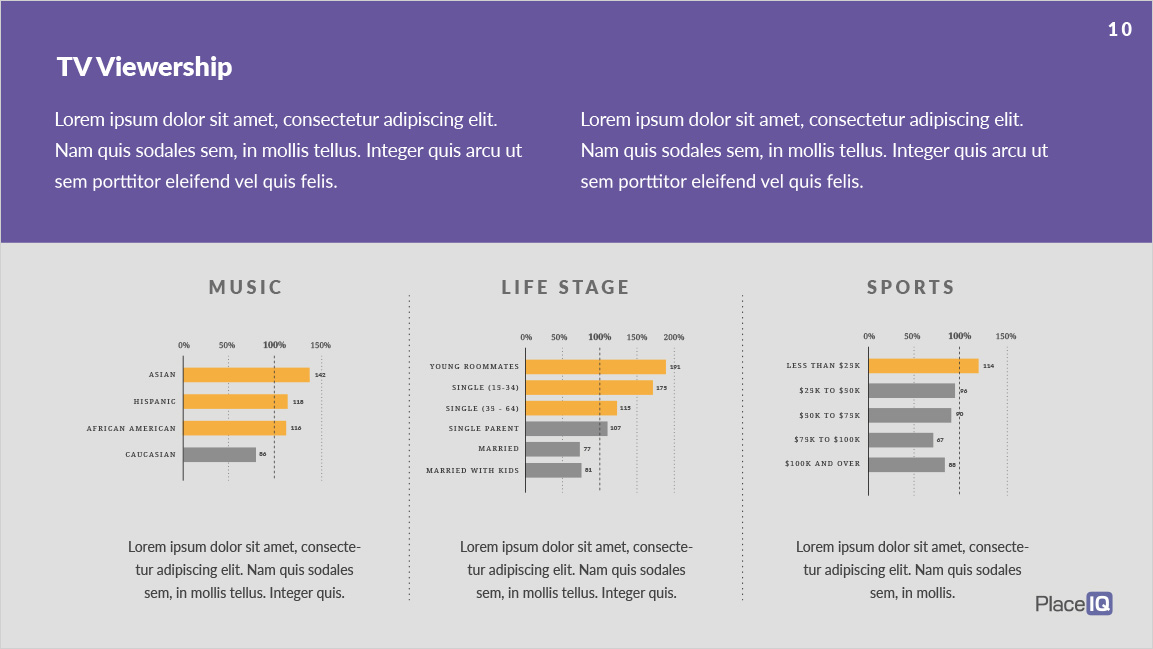 10
TV Viewership
Lorem ipsum dolor sit amet, consectetur adipiscing elit.
Nam quis sodales sem, in mollis tellus. Integer quis arcu ut
sem porttitor eleifend vel quis felis.
Lorem ipsum dolor sit amet, consectetur adipiscing elit.
Nam quis sodales sem, in mollis tellus. Integer quis arcu ut
sem porttitor eleifend vel quis felis.
MUSIC
0% 50% 100% 150%
ASIAN 142
HISPANIC 118
AFRICAN AMERICAN 116
CAUCASIAN 86
Lorem ipsum dolor sit amet, consecte-
tur adipiscing elit. Nam quis sodales
sem, in mollis tellus. Integer quis.
LIFE STAGE
0% 50% 100% 150% 200%
YOUNG ROOMMATES 191
SINGLE (15-34) 175
SINGLE (35 - 64) 115
SINGLE PARENT 107
MARRIED 77
MARRIED WITH KIDS 81
Lorem ipsum dolor sit amet, consecte-
tur adipiscing elit. Nam quis sodales
sem, in mollis tellus. Integer quis.
SPORTS
0% 50% 100% 150%
LESS THAN $25K 114
$25K TO $50K 96
$50K TO $75K 90
$75K TO $100K 67
$100K AND OVER 88
Lorem ipsum dolor sit amet, consecte-
tur adipiscing elit. Nam quis sodales
sem, in mollis.
PlaceIQ